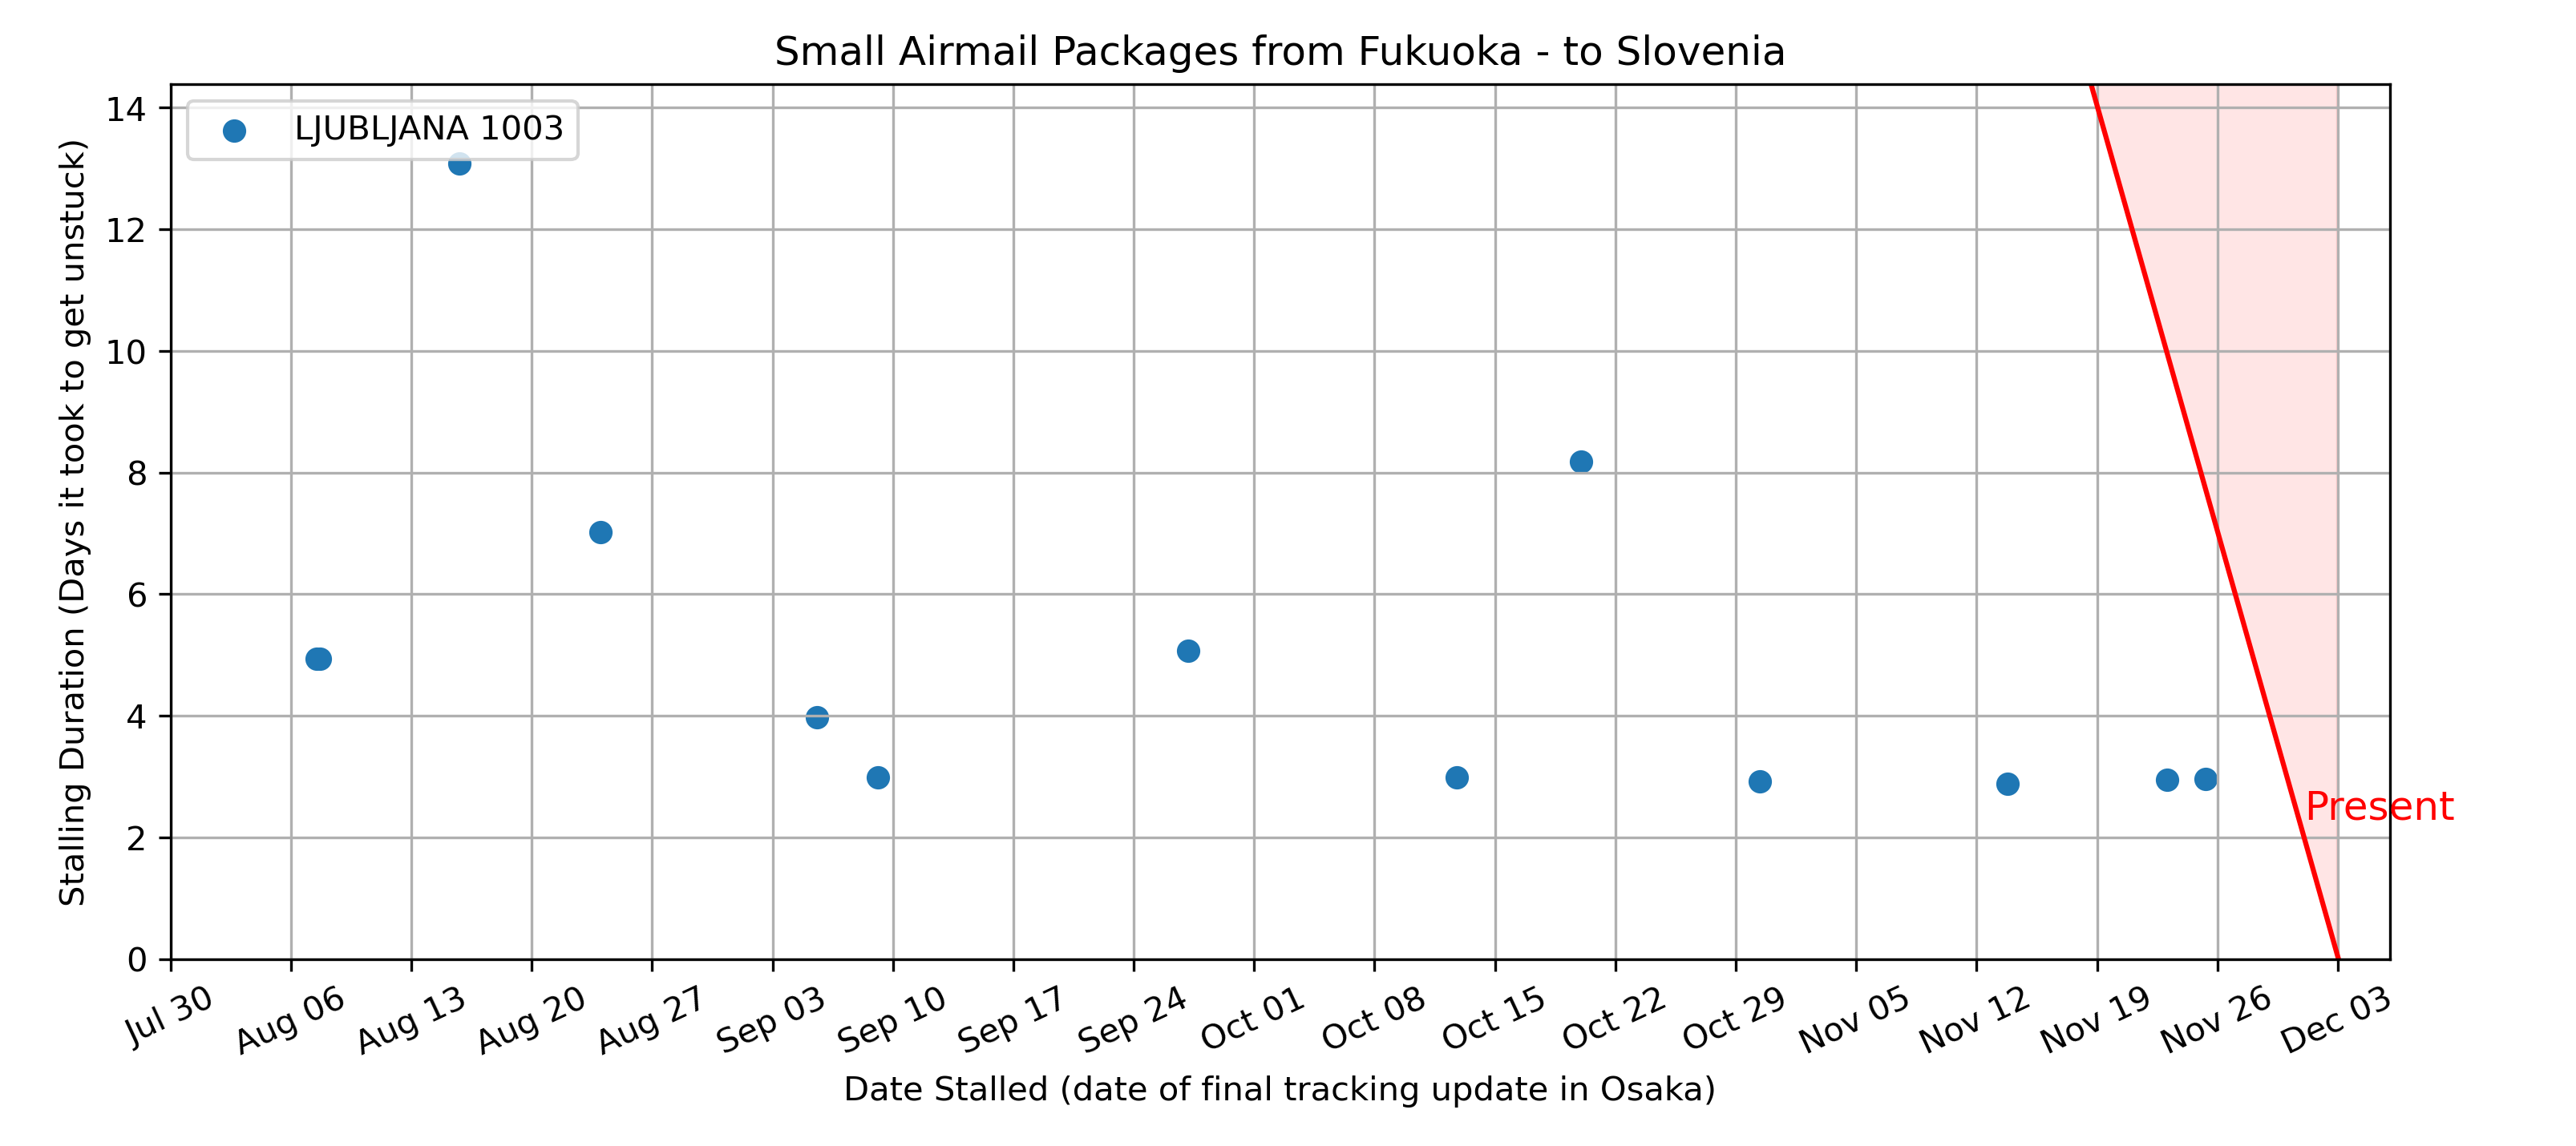 Small Airmail Packages from Fukuoka - to Slovenia
LJUBLJANA 1003
Stalling Duration (Days it took to get unstuck)
14
12
10
8
6
4
2
0
Present
Jul 30
Aug 06
Aug 13
Aug 20
Aug 27
Sep 03
Sep 10
Sep 17
Sep 24
Oct 01
Oct 08
Oct 15
Oct 22
Oct 29
Nov 05
Nov 12
Nov 19
Nov 26
Dec 03
Date Stalled (date of final tracking update in Osaka)